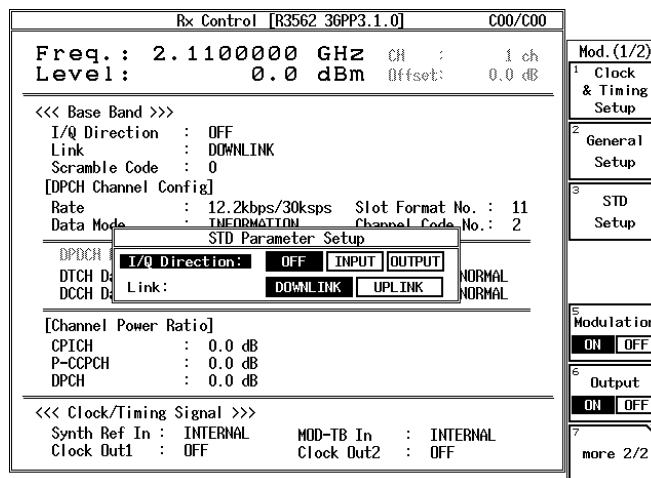 Rx Control [R3562 3GPP3.1.0] C00/C00
Freq.: 2.1100000 GHz CH : 1 ch
Level: 0.0 dBm Offset: 0.0 dB
<<< Base Band >>>
I/Q Direction : OFF
Link : DOWNLINK
Scramble Code : 0
[DPCH Channel Config]
Rate : 12.2kbps/30ksps Slot Format No. : 11
Data Mode : INFORMATION Channel Code No.: 2
STD Parameter Setup
DPDCH
I/Q Direction: OFF INPUT OUTPUT
DTCH Da NORMAL
Link: DOWNLINK UPLINK
DCCH Da NORMAL
[Channel Power Ratio]
CPICH : 0.0 dB
P-CCPCH : 0.0 dB
DPCH : 0.0 dB
<<< Clock/Timing Signal >>>
Synth Ref In : INTERNAL MOD-TB In : INTERNAL
Clock Out1 : OFF Clock Out2 : OFF
Mod.(1/2)
1 Clock
& Timing
Setup
2
General
Setup
3
STD
Setup
5
Modulation
ON OFF
6
Output
ON OFF
7
more 2/2